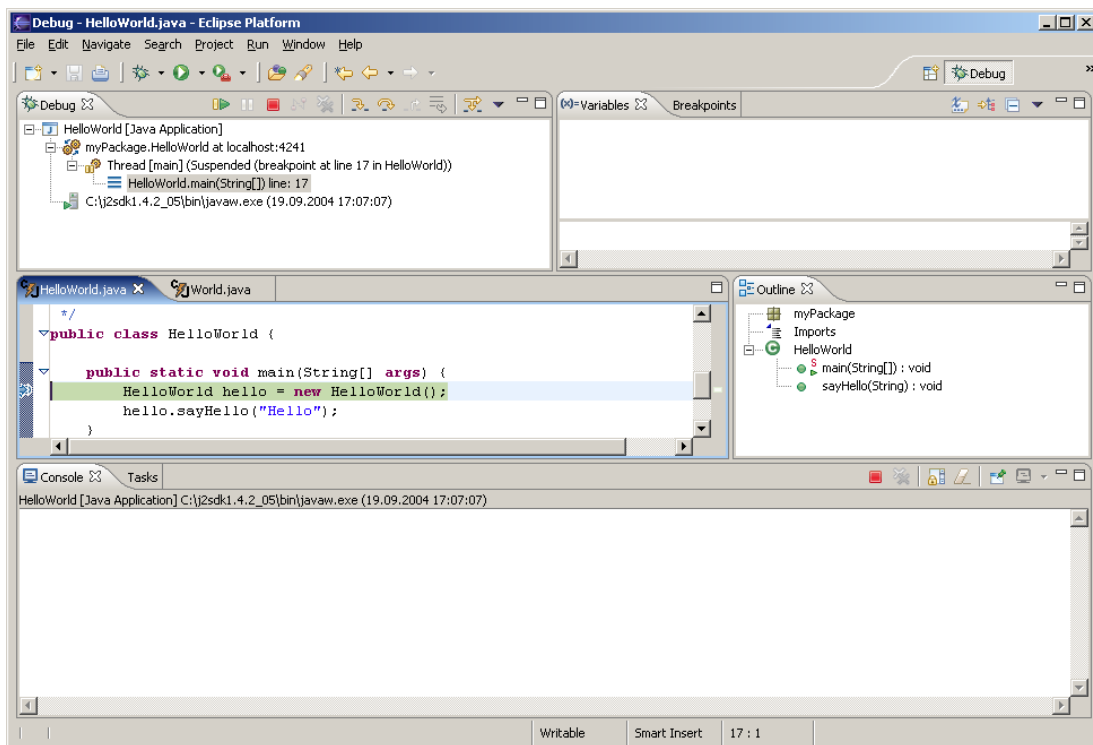 Debug - HelloWorld.java - Eclipse Platform
File Edit Navigate Search Project Run Window Help
Debug
»
Debug
HelloWorld [Java Application]
myPackage.HelloWorld at localhost:4241
Thread [main] (Suspended (breakpoint at line 17 in HelloWorld))
HelloWorld.main(String[]) line: 17
C:\j2sdk1.4.2_05\bin\javaw.exe (19.09.2004 17:07:07)
(x)=Variables Breakpoints
HelloWorld.java World.java
*/
public class HelloWorld {
public static void main(String[] args) {
HelloWorld hello = new HelloWorld();
hello.sayHello("Hello");
}
Outline
myPackage
Imports
HelloWorld
main(String[]) : void
sayHello(String) : void
Console Tasks
HelloWorld [Java Application] C:\j2sdk1.4.2_05\bin\javaw.exe (19.09.2004 17:07:07)
Writable Smart Insert 17 : 1